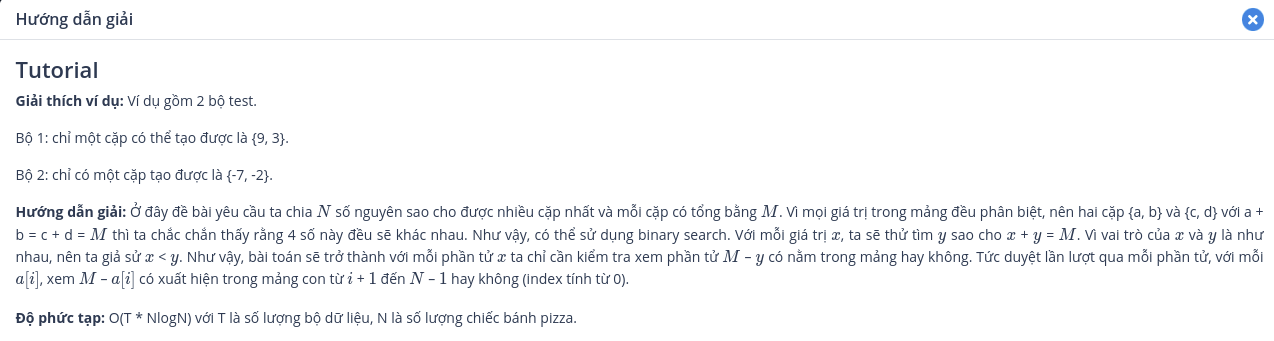 Hướng dẫn giải
Tutorial
Giải thích ví dụ: Ví dụ gồm 2 bộ test.
Bộ 1: chỉ một cặp có thể tạo được là {9, 3}.
Bộ 2: chỉ có một cặp tạo được là {-7, -2}.
Hướng dẫn giải: Ở đây đề bài yêu cầu ta chia N số nguyên sao cho được nhiều cặp nhất và mỗi cặp có tổng bằng M. Vì mọi giá trị trong mảng đều phân biệt, nên hai cặp {a, b} và {c, d} với a +
b = c + d = M thì ta chắc chắn thấy rằng 4 số này đều sẽ khác nhau. Như vậy, có thể sử dụng binary search. Với mỗi giá trị x, ta sẽ thử tìm y sao cho x + y = M. Vì vai trò của x và y là như
nhau, nên ta giả sử x < y. Như vậy, bài toán sẽ trở thành với mỗi phần tử x ta chỉ cần kiểm tra xem phần tử M − y có nằm trong mảng hay không. Tức duyệt lần lượt qua mỗi phần tử, với mỗi
a[i], xem M − a[i] có xuất hiện trong mảng con từ i + 1 đến N − 1 hay không (index tính từ 0).
Độ phức tạp: O(T * NlogN) với T là số lượng bộ dữ liệu, N là số lượng chiếc bánh pizza.